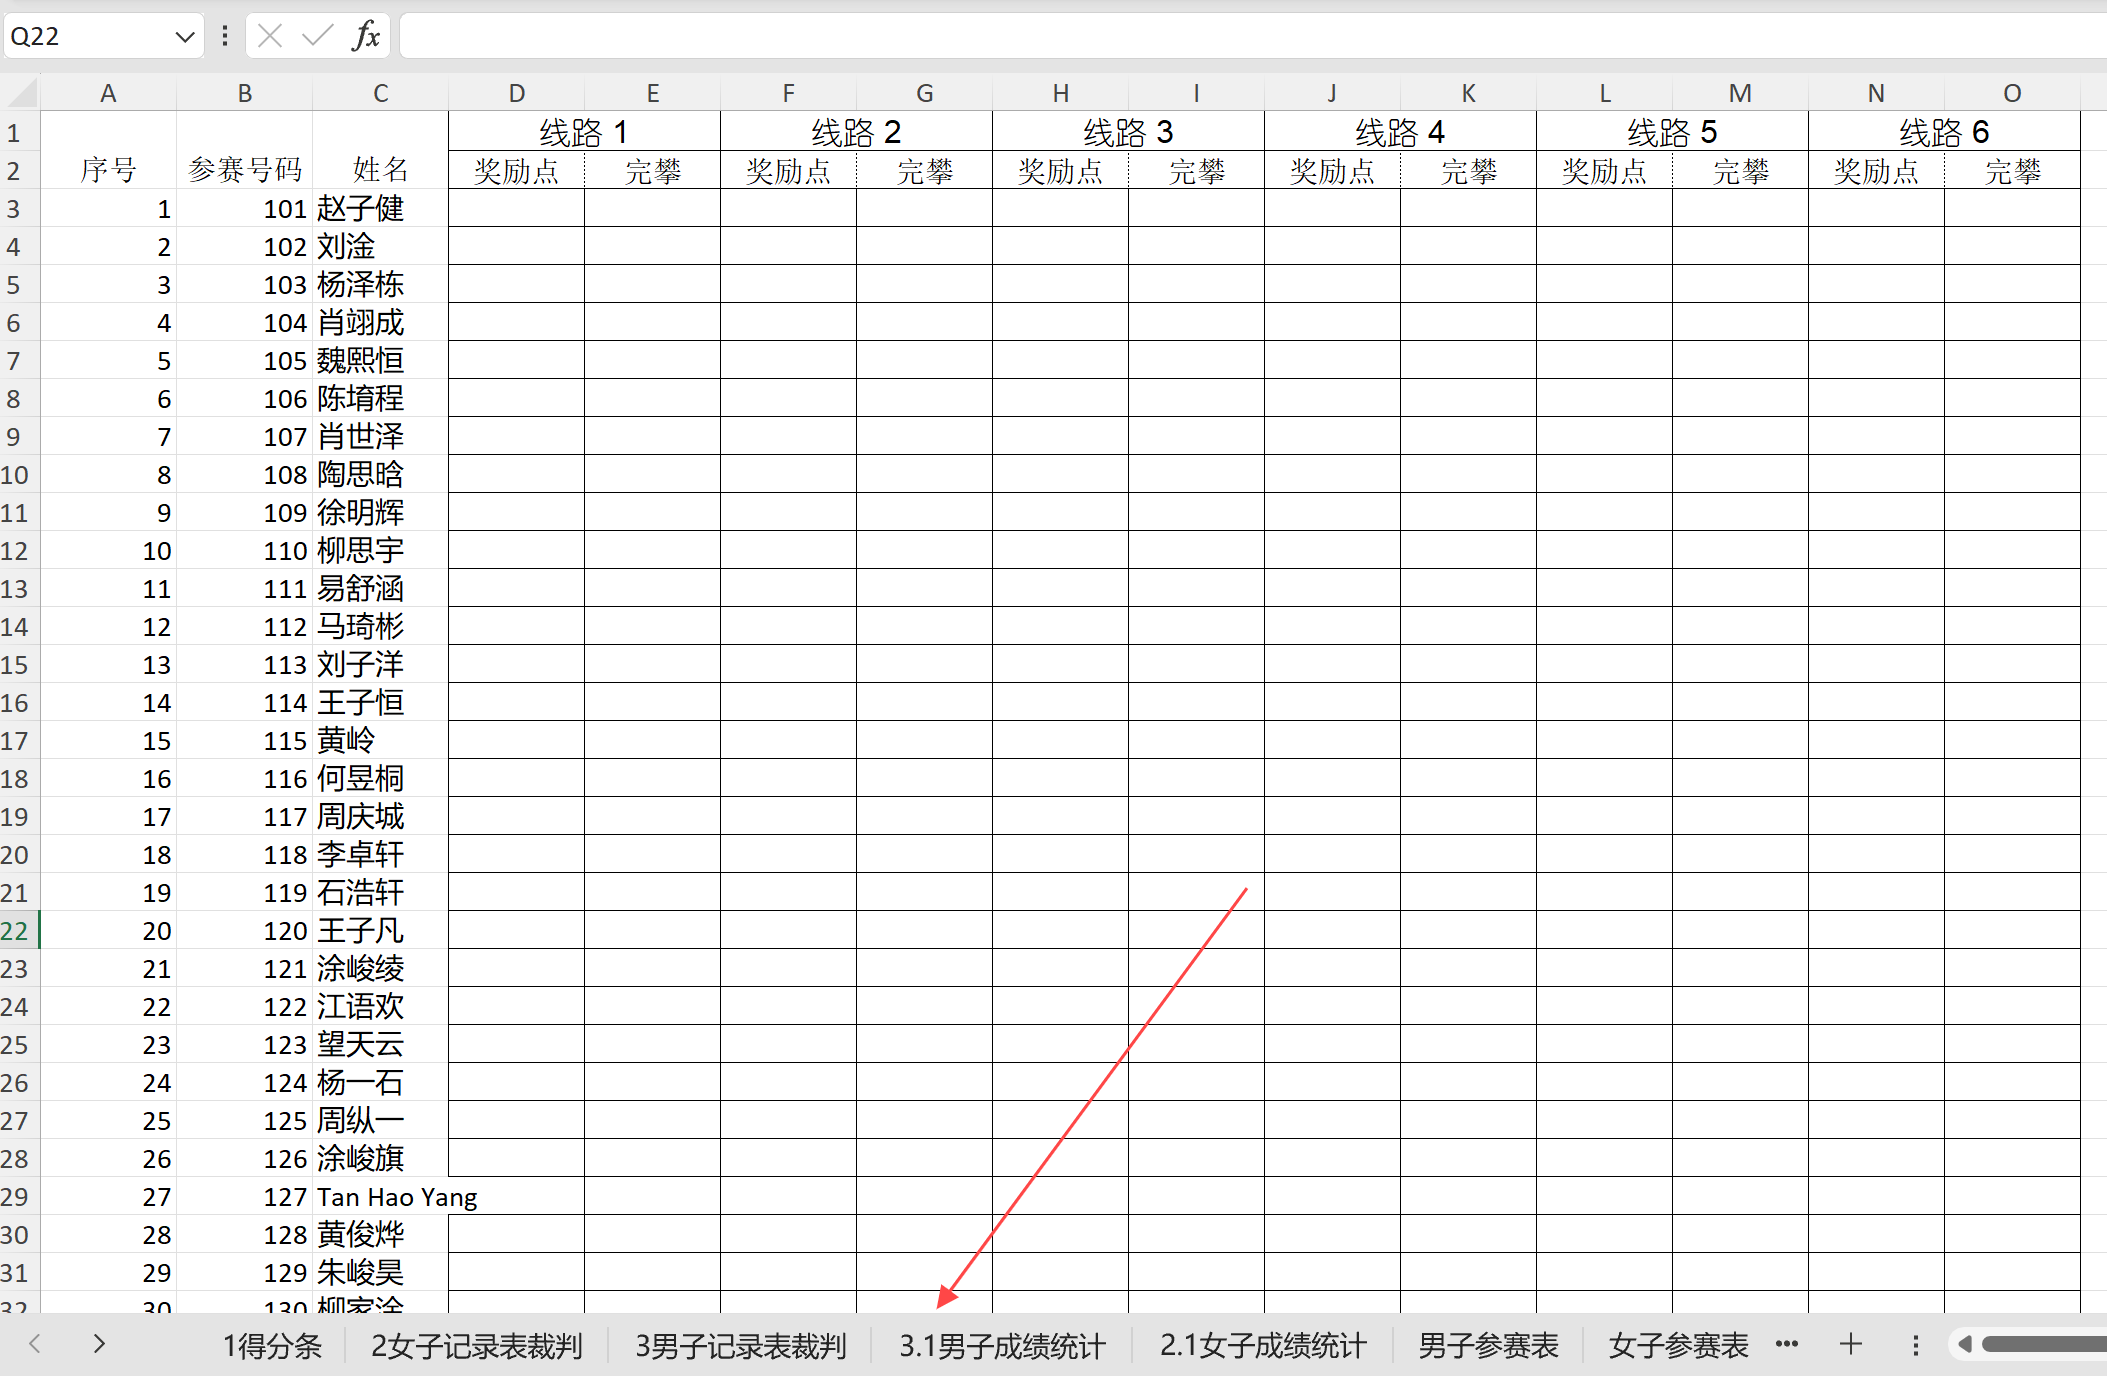 Q22 fx
A B C D E F G H I J K L M N O
1 线路 1 线路 2 线路 3 线路 4 线路 5 线路 6
2 序号 参赛号码 姓名 奖励点 完攀 奖励点 完攀 奖励点 完攀 奖励点 完攀 奖励点 完攀 奖励点 完攀
3 1 101 赵子健
4 2 102 刘淦
5 3 103 杨泽栋
6 4 104 肖翊成
7 5 105 魏熙恒
8 6 106 陈堉程
9 7 107 肖世泽
10 8 108 陶思晗
11 9 109 徐明辉
12 10 110 柳思宇
13 11 111 易舒涵
14 12 112 马琦彬
15 13 113 刘子洋
16 14 114 王子恒
17 15 115 黄岭
18 16 116 何昱桐
19 17 117 周庆城
20 18 118 李卓轩
21 19 119 石浩轩
22 20 120 王子凡
23 21 121 涂峻绫
24 22 122 江语欢
25 23 123 望天云
26 24 124 杨一石
27 25 125 周纵一
28 26 126 涂峻旗
29 27 127 Tan Hao Yang
30 28 128 黄俊烨
31 29 129 朱峻昊
32 30 130 柳家淦
1得分条 2女子记录表裁判 3男子记录表裁判 3.1男子成绩统计 2.1女子成绩统计 男子参赛表 女子参赛表